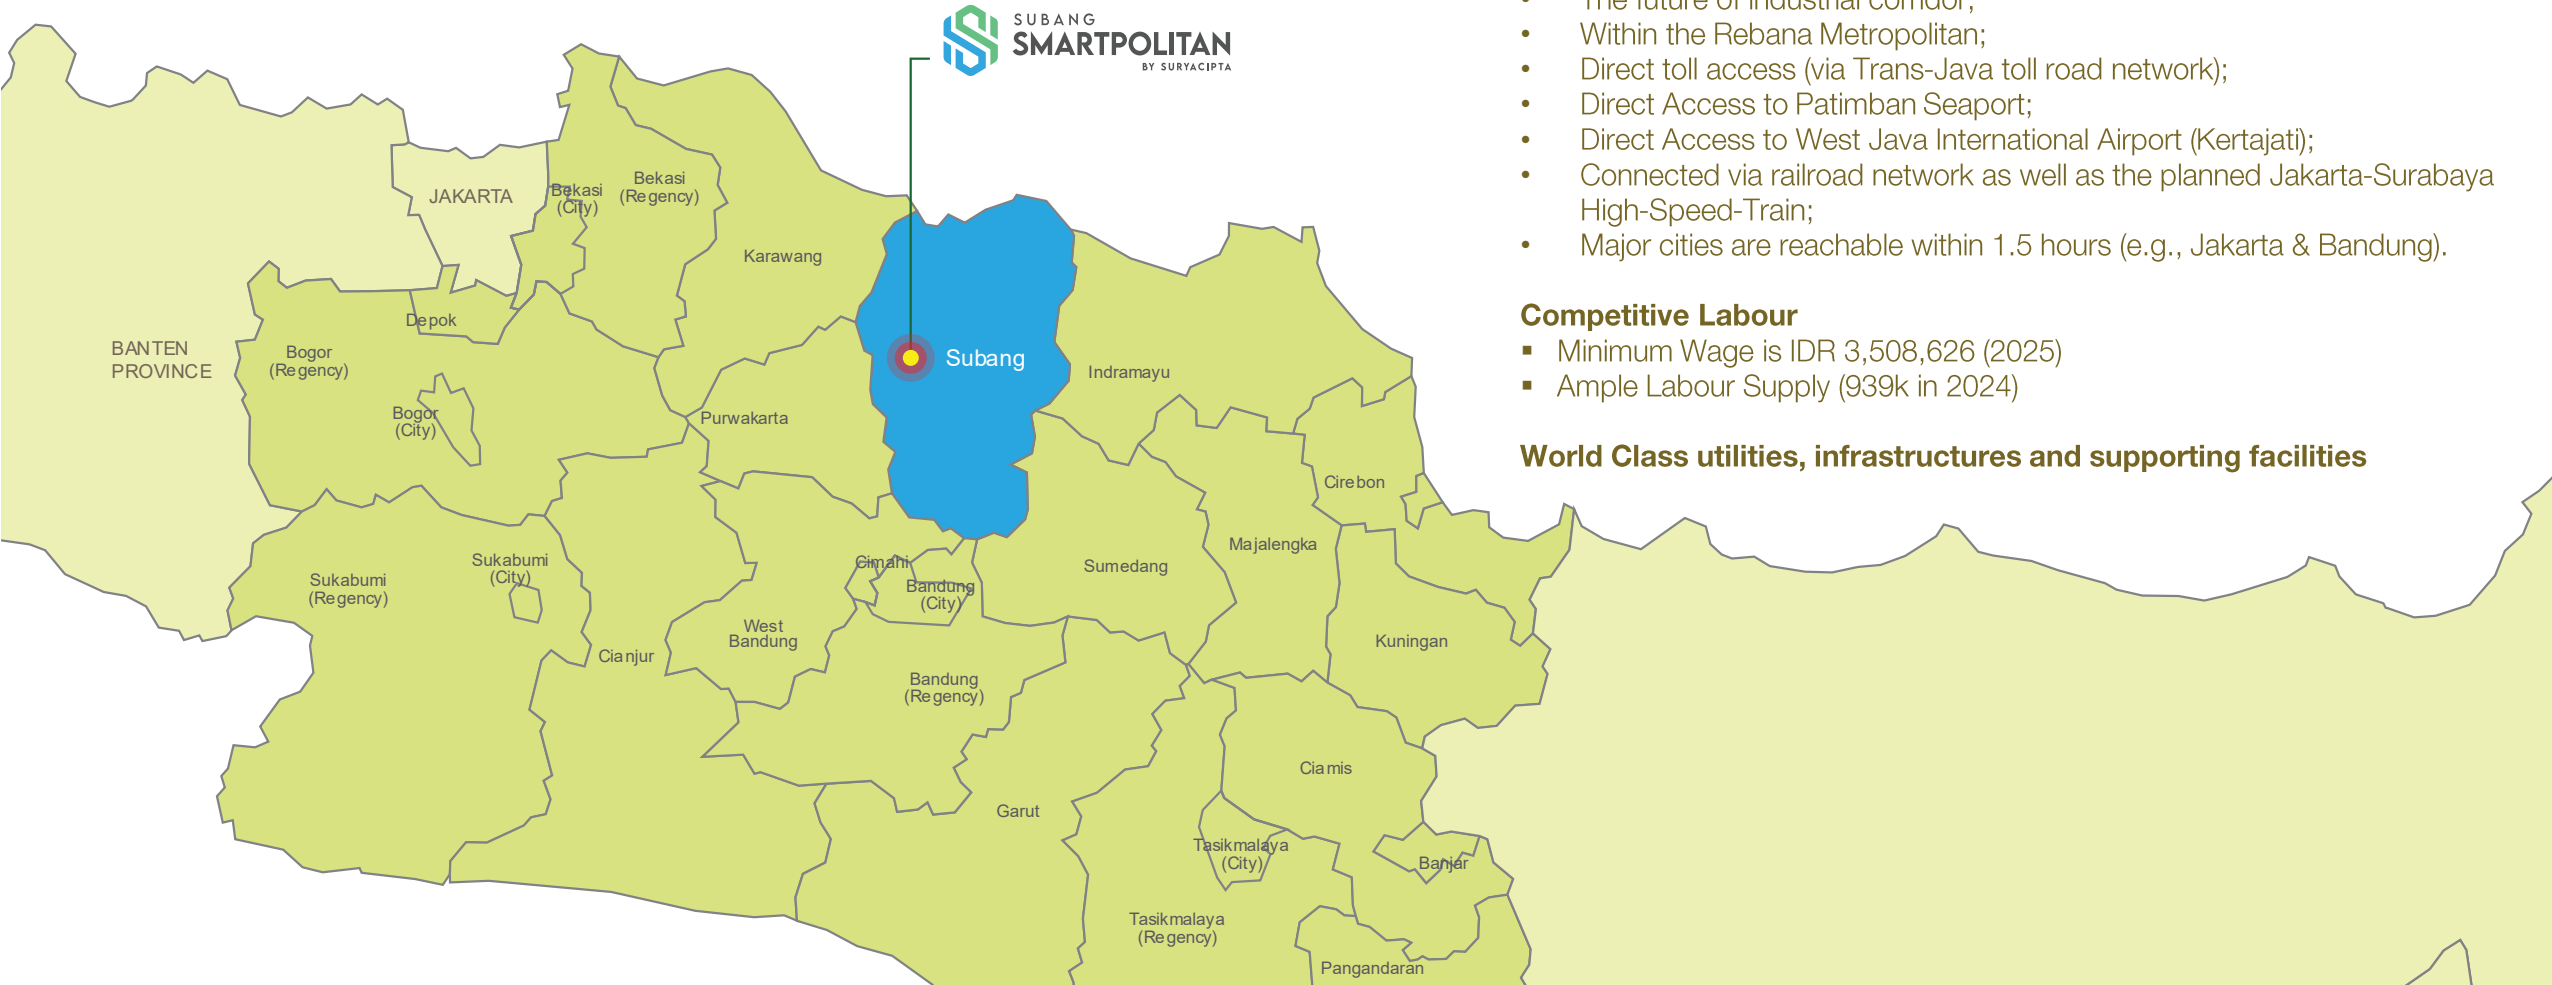 SUBANG
SMARTPOLITAN
BY SURYACIPTA
• The future of industrial corridor;
• Within the Rebana Metropolitan;
• Direct toll access (via Trans-Java toll road network);
• Direct Access to Patimban Seaport;
• Direct Access to West Java International Airport (Kertajati);
• Connected via railroad network as well as the planned Jakarta-Surabaya
High-Speed-Train;
• Major cities are reachable within 1.5 hours (e.g., Jakarta & Bandung).
Competitive Labour
▪ Minimum Wage is IDR 3,508,626 (2025)
▪ Ample Labour Supply (939k in 2024)
World Class utilities, infrastructures and supporting facilities
JAKARTA
Bekasi
(City)
Bekasi
(Regency)
Karawang
Depok
BANTEN
PROVINCE
Bogor
(Regency)
Bogor
(City)
Purwakarta
Subang
Indramayu
Cirebon
Sukabumi
(Regency)
Sukabumi
(City)
Cianjur
West
Bandung
Cimahi
Bandung
(City)
Bandung
(Regency)
Sumedang
Majalengka
Kuningan
Garut
Ciamis
Tasikmalaya
(City)
Banjar
Tasikmalaya
(Regency)
Pangandaran